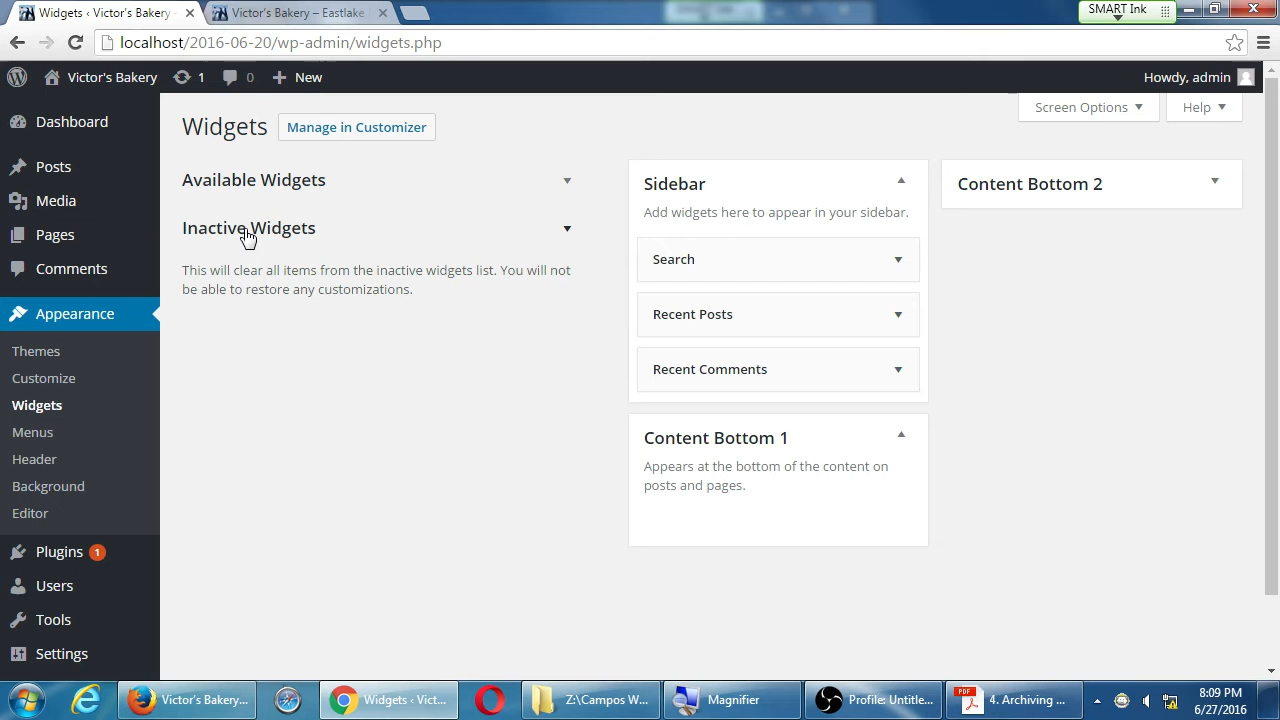 Widgets ‹ Victor's Bakery -
Victor's Bakery – Eastlake
SMART Ink
localhost/2016-06-20/wp-admin/widgets.php
Victor's Bakery
1
0
New
Howdy, admin
Screen Options
Help
Dashboard
Posts
Media
Pages
Comments
Appearance
Themes
Customize
Widgets
Menus
Header
Background
Editor
Plugins 1
Users
Tools
Settings
Widgets
Manage in Customizer
Available Widgets
Inactive Widgets
This will clear all items from the inactive widgets list. You will not
be able to restore any customizations.
Sidebar
Add widgets here to appear in your sidebar.
Search
Recent Posts
Recent Comments
Content Bottom 1
Appears at the bottom of the content on
posts and pages.
Content Bottom 2
Victor's Bakery...
Widgets ‹ Vict...
Z:\Campos W...
Magnifier
Profile: Untitle...
PDF
4. Archiving ...
8:09 PM
6/27/2016